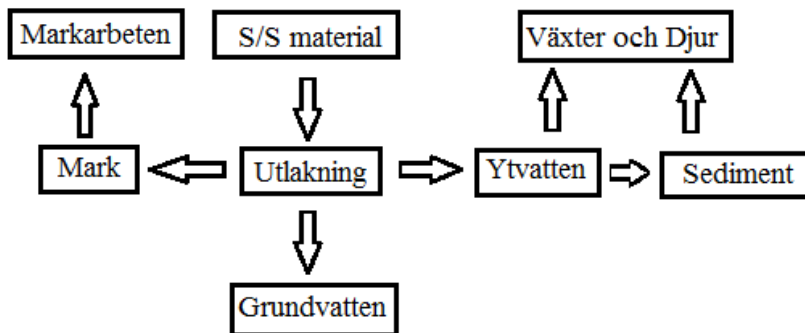 Markarbeten
S/S material
Växter och Djur
Mark
Utlakning
Ytvatten
Sediment
Grundvatten